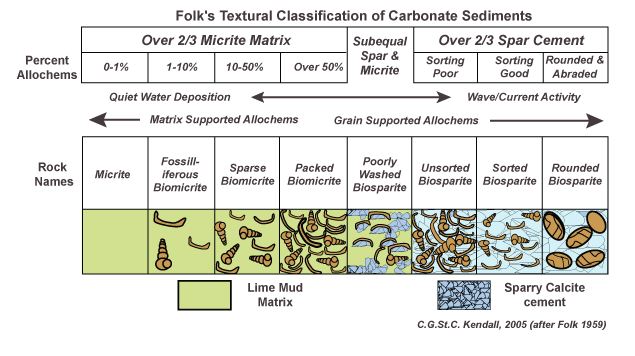 Folk's Textural Classification of Carbonate Sediments
Percent
Allochems
Over 2/3 Micrite Matrix
Subequal
Spar &
Micrite
Over 2/3 Spar Cement
0-1%
1-10%
10-50%
Over 50%
Sorting
Poor
Sorting
Good
Rounded &
Abraded
Quiet Water Deposition
Wave/Current Activity
Matrix Supported Allochems
Grain Supported Allochems
Rock
Names
Micrite
Fossill-
iferous
Biomicrite
Sparse
Biomicrite
Packed
Biomicrite
Poorly
Washed
Biosparite
Unsorted
Biosparite
Sorted
Biosparite
Rounded
Biosparite
Lime Mud
Matrix
Sparry Calcite
cement
C.G.St.C. Kendall, 2005 (after Folk 1959)